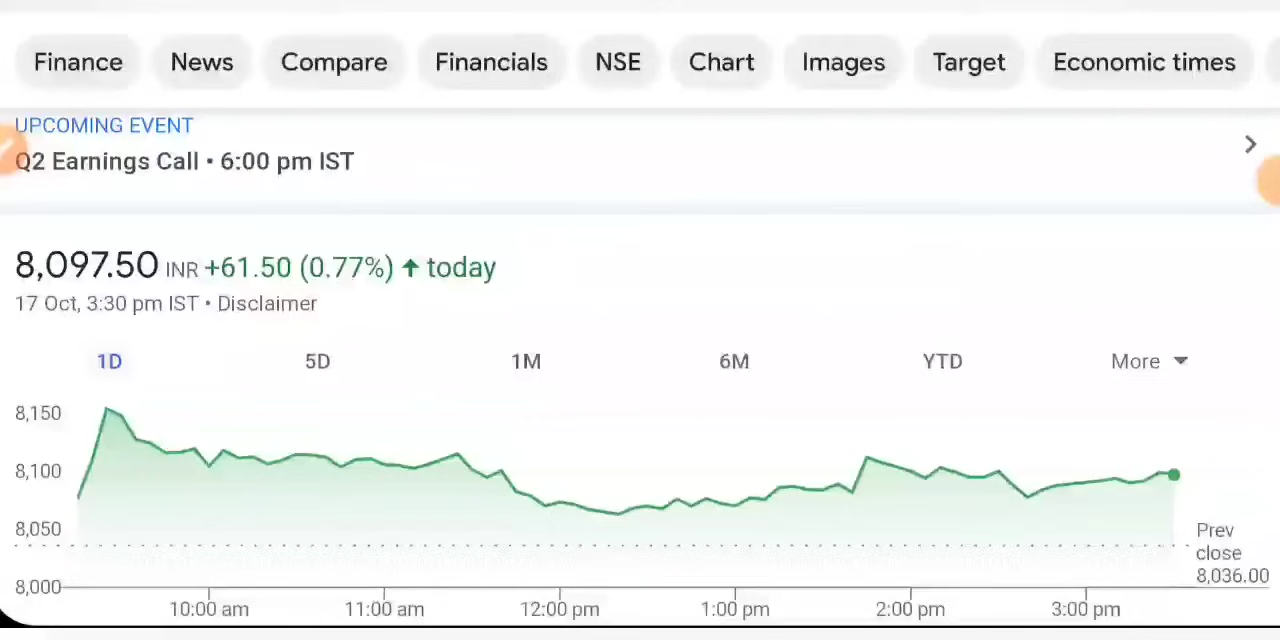 Finance News Compare Financials NSE Chart Images Target Economic times
UPCOMING EVENT
Q2 Earnings Call • 6:00 pm IST
8,097.50 INR +61.50 (0.77%) ↑ today
17 Oct, 3:30 pm IST • Disclaimer
1D 5D 1M 6M YTD More
8,150
8,100
8,050
8,000
Prev
close
8,036.00
10:00 am 11:00 am 12:00 pm 1:00 pm 2:00 pm 3:00 pm